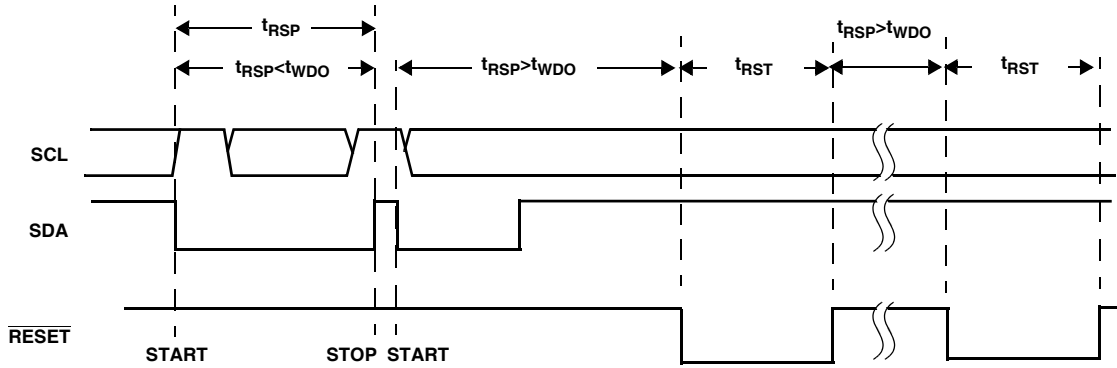 tRSP
tRSP<tWDO
tRSP>tWDO
tRST
tRSP>tWDO
tRST
SCL
SDA
RESET
START
STOP
START